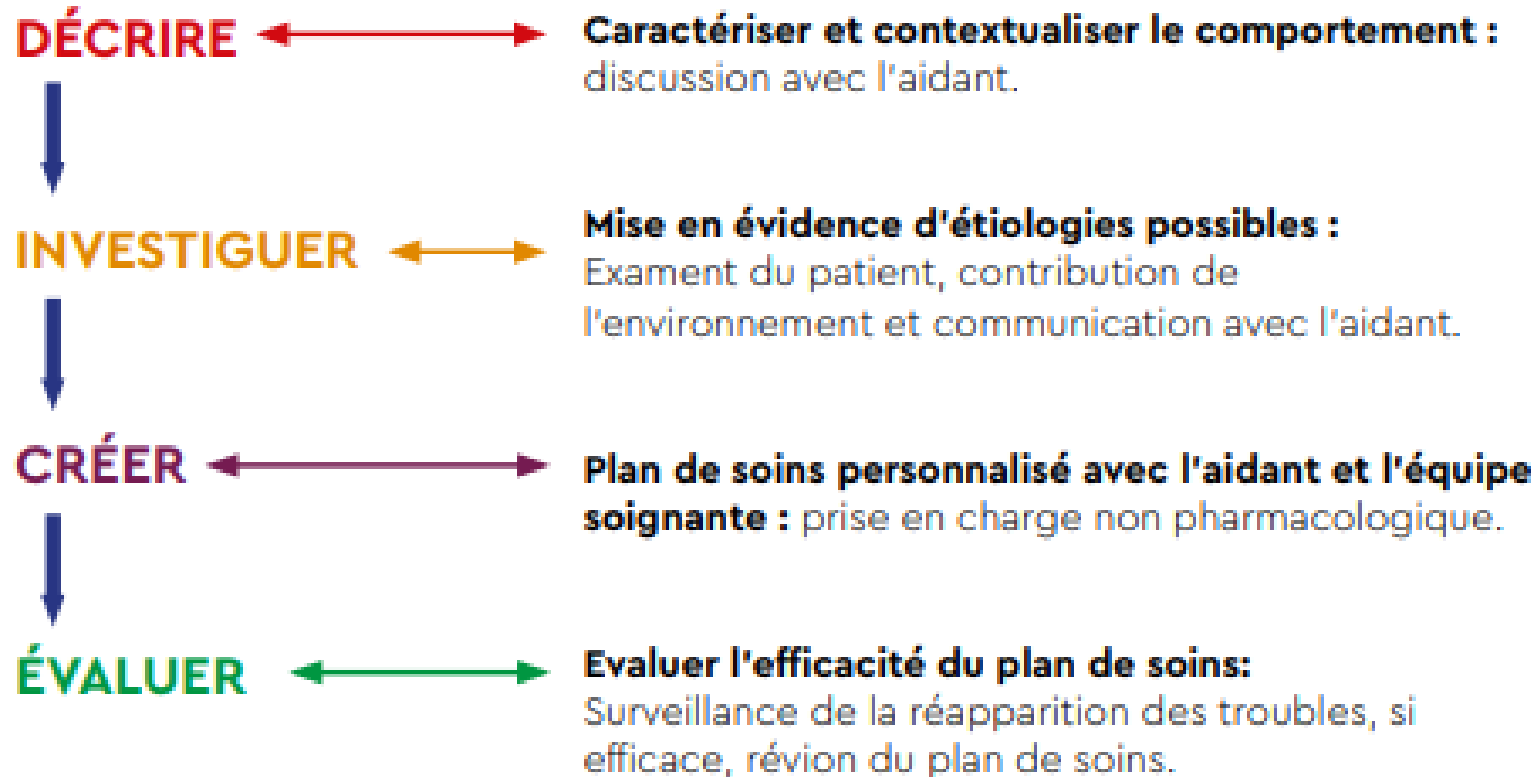 DÉCRIRE
Caractériser et contextualiser le comportement :
discussion avec l'aidant.
INVESTIGUER
Mise en évidence d'étiologies possibles :
Exament du patient, contribution de
l'environnement et communication avec l'aidant.
CRÉER
Plan de soins personnalisé avec l'aidant et l'équipe
soignante : prise en charge non pharmacologique.
ÉVALUER
Evaluer l'efficacité du plan de soins:
Surveillance de la réapparition des troubles, si
efficace, révion du plan de soins.